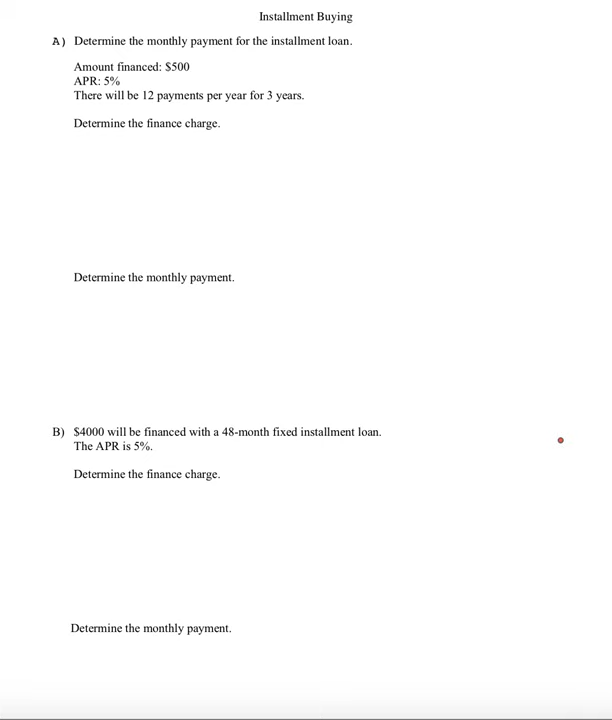 Installment Buying
A) Determine the monthly payment for the installment loan.
Amount financed: $500
APR: 5%
There will be 12 payments per year for 3 years.
Determine the finance charge.
Determine the monthly payment.
B) $4000 will be financed with a 48-month fixed installment loan.
The APR is 5%.
Determine the finance charge.
Determine the monthly payment.